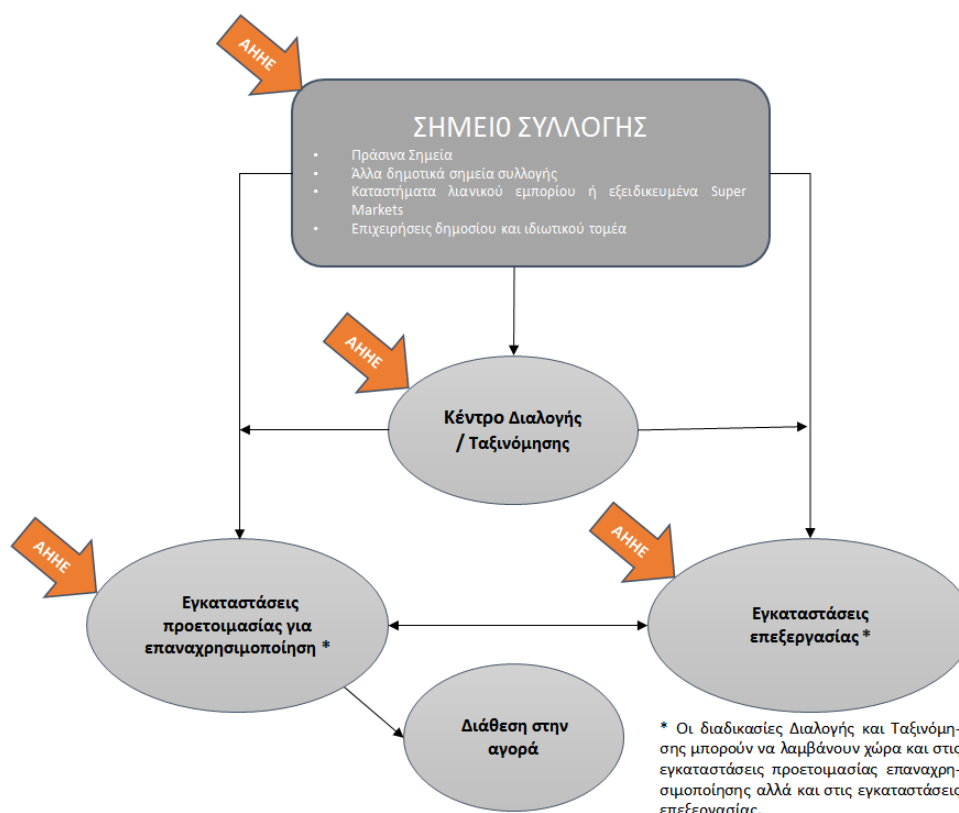 ΑΗΗΕ
ΣΗΜΕΙ0 ΣΥΛΛΟΓΗΣ
• Πράσινα Σημεία
• Άλλα δημοτικά σημεία συλλογής
• Καταστήματα λιανικού εμπορίου ή εξειδικευμένα Super
Markets
• Επιχειρήσεις δημοσίου και ιδιωτικού τομέα
ΑΗΗΕ
Κέντρο Διαλογής
/ Ταξινόμησης
ΑΗΗΕ
Εγκαταστάσεις
προετοιμασίας για
επαναχρησιμοποίηση *
ΑΗΗΕ
Εγκαταστάσεις
επεξεργασίας *
Διάθεση στην
αγορά
* Οι διαδικασίες Διαλογής και Ταξινόμη-
σης μπορούν να λαμβάνουν χώρα και στις
εγκαταστάσεις προετοιμασίας επαναχρη-
σιμοποίησης αλλά και στις εγκαταστάσεις
επεξεργασίας.